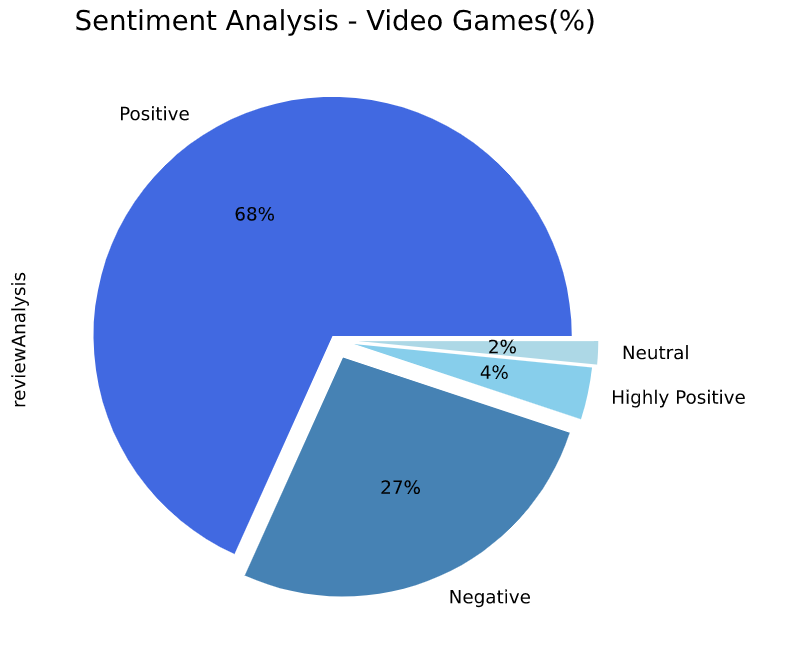 Sentiment Analysis - Video Games(%)
Positive
68%
reviewAnalysis
2%
Neutral
4%
Highly Positive
27%
Negative